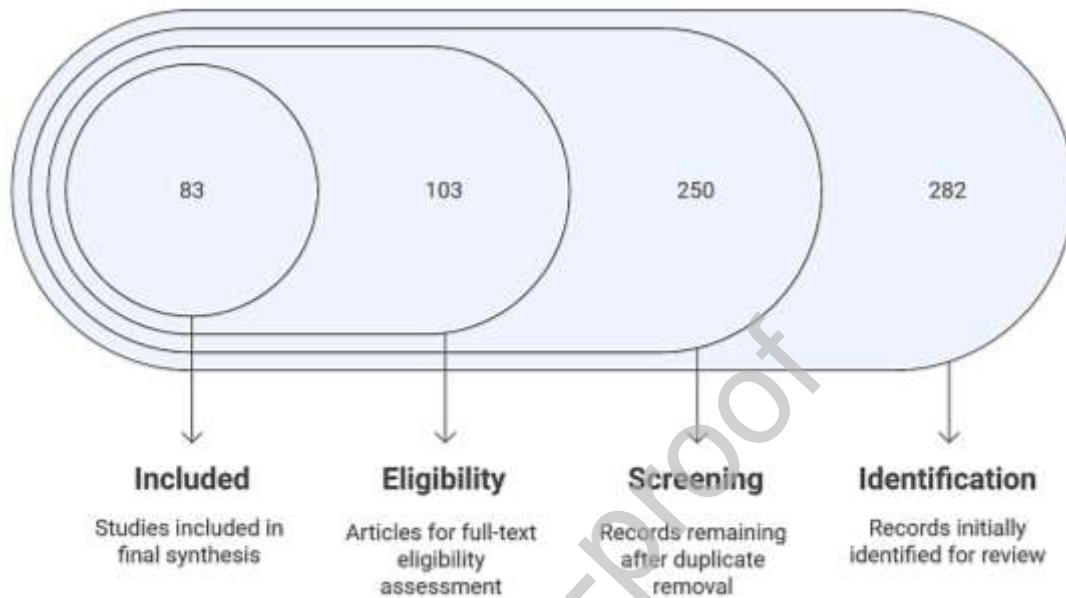 83
103
250
282
Included
Studies included in
final synthesis
Eligibility
Articles for full-text
eligibility
assessment
Screening
Records remaining
after duplicate
removal
Identification
Records initially
identified for review
-proof